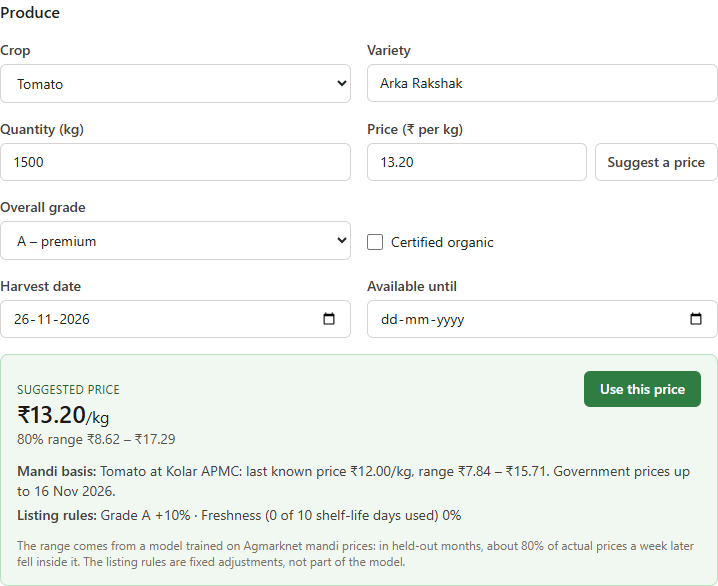 Produce
Crop
Variety
Tomato
Arka Rakshak
Quantity (kg)
Price (₹ per kg)
1500
13.20
Suggest a price
Overall grade
A – premium
Certified organic
Harvest date
Available until
26-11-2026
dd-mm-yyyy
SUGGESTED PRICE
Use this price
₹13.20/kg
80% range ₹8.62 – ₹17.29
Mandi basis: Tomato at Kolar APMC: last known price ₹12.00/kg, range ₹7.84 – ₹15.71. Government prices up
to 16 Nov 2026.
Listing rules: Grade A +10% · Freshness (0 of 10 shelf-life days used) 0%
The range comes from a model trained on Agmarknet mandi prices: in held-out months, about 80% of actual prices a week later
fell inside it. The listing rules are fixed adjustments, not part of the model.